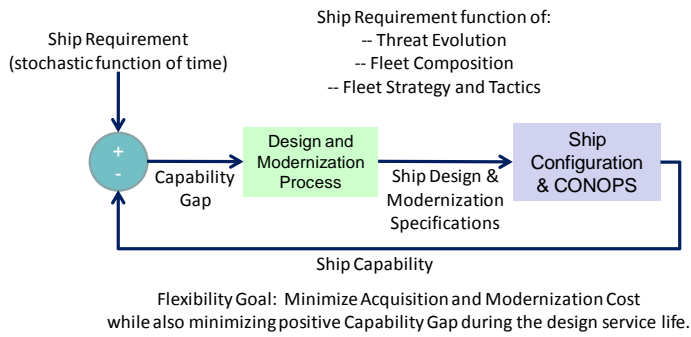 Ship Requirement
(stochastic function of time)
Ship Requirement function of:
-- Threat Evolution
-- Fleet Composition
-- Fleet Strategy and Tactics
+
-
Capability
Gap
Design and
Modernization
Process
Ship Design &
Modernization
Specifications
Ship
Configuration
& CONOPS
Ship Capability
Flexibility Goal: Minimize Acquisition and Modernization Cost
while also minimizing positive Capability Gap during the design service life.